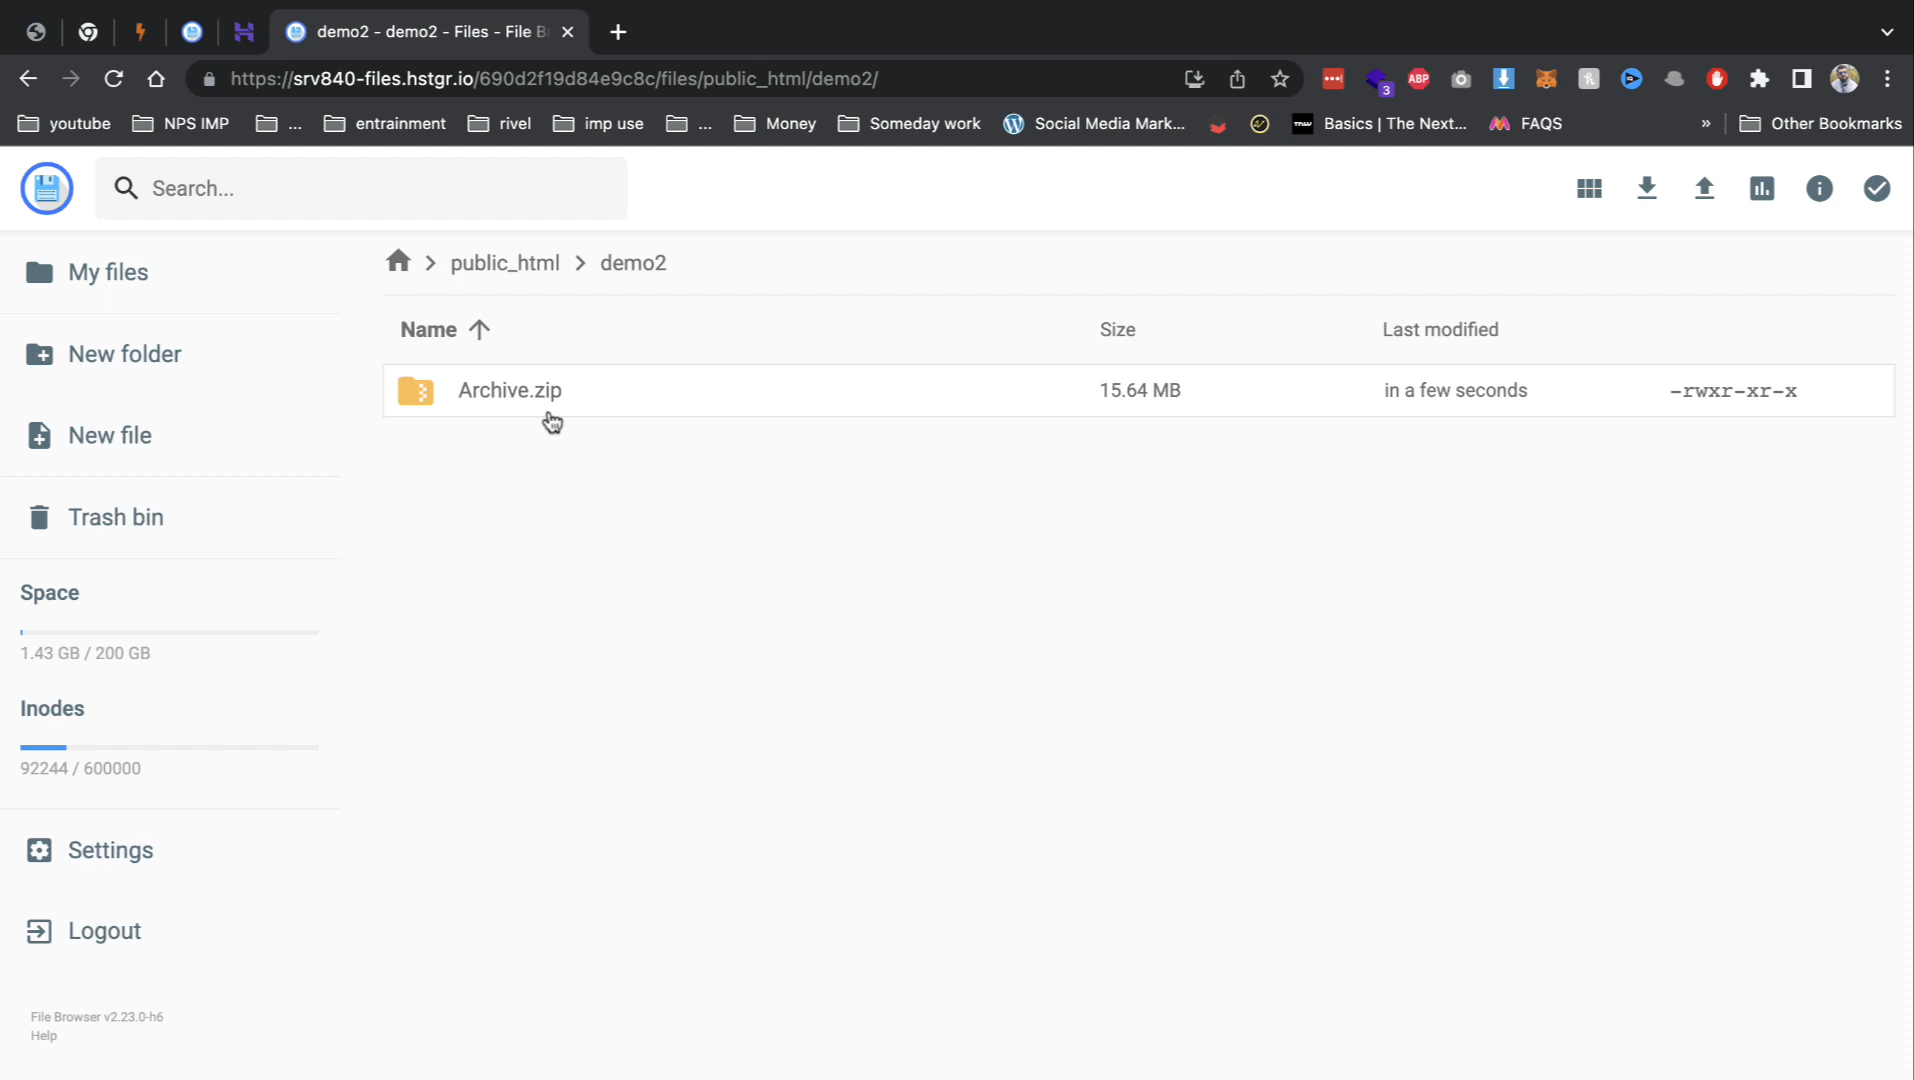 demo2 - demo2 - Files - File B
https://srv840-files.hstgr.io/690d2f19d84e9c8c/files/public_html/demo2/
3
ABP
youtube
NPS IMP
...
entrainment
rivel
imp use
...
Money
Someday work
Social Media Mark...
TNW
Basics | The Next...
FAQS
»
Other Bookmarks
Search...
My files
New folder
New file
Trash bin
Space
1.43 GB / 200 GB
Inodes
92244 / 600000
Settings
Logout
File Browser v2.23.0-h6
Help
public_html
demo2
Name
Size
Last modified
Archive.zip
15.64 MB
in a few seconds
-rwxr-xr-x